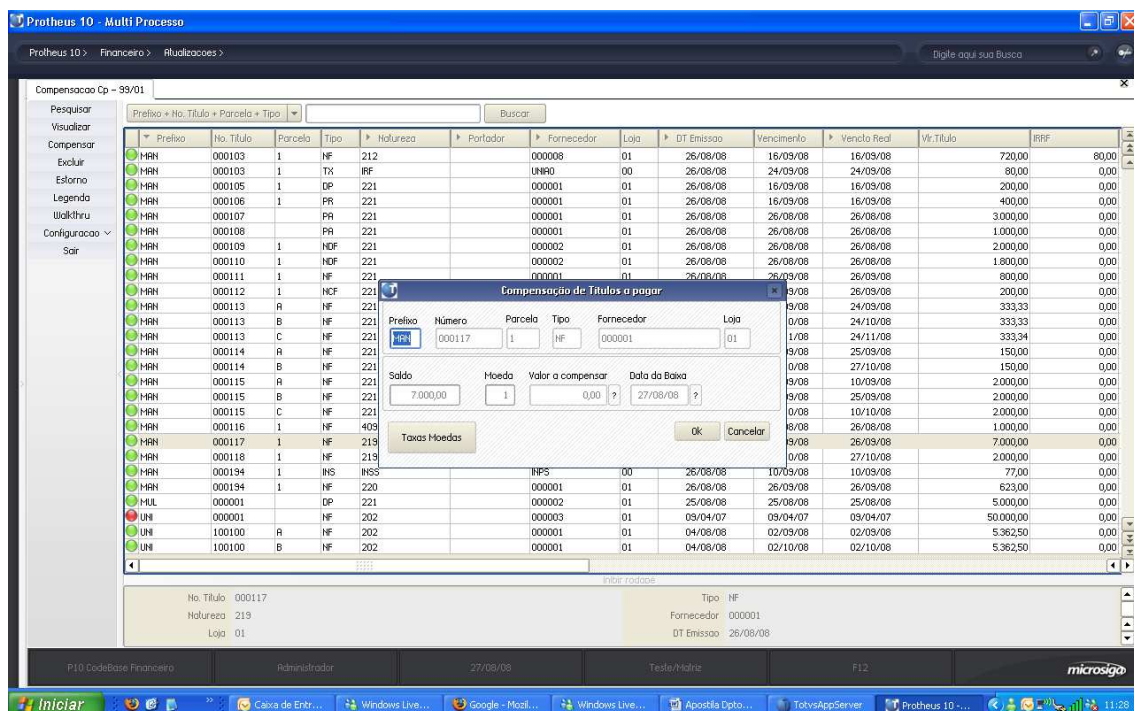 Protheus 10 - Multi Processo
Protheus 10 > Financeiro > Atualizacoes >
Digite aqui sua Busca
Compensacao Cp - 99/01
Pesquisar
Visualizar
Compensar
Excluir
Estorno
Legenda
Walkthru
Configuracao
Sair
Prefixo + No. Titulo + Parcela + Tipo
Buscar
Prefixo No. Titulo Parcela Tipo Natureza Portador Fornecedor Loja DT Emissao Vencimento Vencto Real Vlr.Titulo IRRF
MAN 000103 1 NF 212 000008 01 26/08/08 16/09/08 16/09/08 720,00 80,00
MAN 000103 1 TX IRF UNIAO 00 26/08/08 24/09/08 24/09/08 80,00 0,00
MAN 000105 1 DP 221 000001 01 26/08/08 16/09/08 16/09/08 200,00 0,00
MAN 000106 1 PR 221 000001 01 26/08/08 16/09/08 16/09/08 400,00 0,00
MAN 000107 PA 221 000001 01 26/08/08 26/08/08 26/08/08 3.000,00 0,00
MAN 000108 PA 221 000001 01 26/08/08 26/08/08 26/08/08 1.000,00 0,00
MAN 000109 1 NDF 221 000002 01 26/08/08 26/08/08 26/08/08 2.000,00 0,00
MAN 000110 1 NDF 221 000002 01 26/08/08 26/08/08 26/08/08 1.800,00 0,00
MAN 000111 1 NF 221 000001 01 26/08/08 26/09/08 26/09/08 800,00 0,00
MAN 000112 1 NCF 221 9/08 26/09/08 200,00 0,00
MAN 000113 A NF 221 9/08 24/09/08 333,33 0,00
MAN 000113 B NF 221 0/08 24/10/08 333,33 0,00
MAN 000113 C NF 221 1/08 24/11/08 333,34 0,00
MAN 000114 A NF 221 9/08 25/09/08 150,00 0,00
MAN 000114 B NF 221 0/08 27/10/08 150,00 0,00
MAN 000115 A NF 221 9/08 10/09/08 2.000,00 0,00
MAN 000115 B NF 221 9/08 25/09/08 2.000,00 0,00
MAN 000115 C NF 221 0/08 10/10/08 2.000,00 0,00
MAN 000116 1 NF 409 8/08 26/08/08 1.000,00 0,00
MAN 000117 1 NF 219 9/08 26/09/08 7.000,00 0,00
MAN 000118 1 NF 219 0/08 27/10/08 2.000,00 0,00
MAN 000194 1 INS INSS INPS 00 26/08/08 10/09/08 10/09/08 77,00 0,00
MAN 000194 1 NF 220 000001 01 26/08/08 26/09/08 26/09/08 623,00 0,00
MUL 000001 DP 221 000002 01 25/08/08 25/08/08 25/08/08 5.000,00 0,00
UNI 000001 NF 202 000003 01 09/04/07 09/04/07 09/04/07 50.000,00 0,00
UNI 100100 A NF 202 000001 01 04/08/08 02/09/08 02/09/08 5.362,50 0,00
UNI 100100 B NF 202 000001 01 04/08/08 02/10/08 02/10/08 5.362,50 0,00
Compensação de Títulos a pagar
Prefixo Número Parcela Tipo Fornecedor Loja
MAN 000117 1 NF 000001 01
Saldo Moeda Valor a compensar Data da Baixa
7.000,00 1 0,00 ? 27/08/08 ?
Taxas Moedas Ok Cancelar
Inibir rodape
No. Titulo 000117 Tipo NF
Natureza 219 Fornecedor 000001
Loja 01 DT Emissao 26/08/08
P10 CodeBase Financeiro Administrador 27/08/08 Teste/Matriz F12 microsiga
Iniciar Caixa de Entr... Windows Live... Google - Mozil... Windows Live... Apostila Dpto... TotvsAppServer Protheus 10 -... 11:28